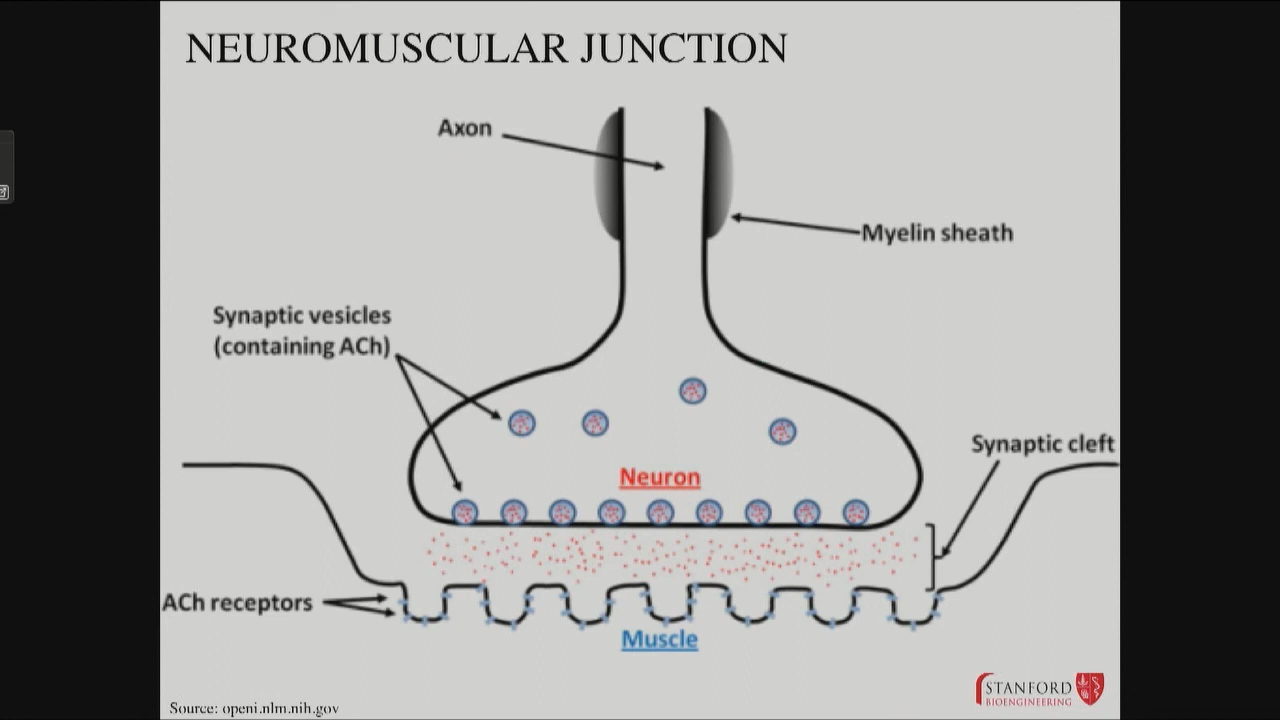 NEUROMUSCULAR JUNCTION
Axon
Myelin sheath
Synaptic vesicles
(containing ACh)
Synaptic cleft
Neuron
ACh receptors
Muscle
STANFORD
BIOENGINEERING
Source: openi.nlm.nih.gov